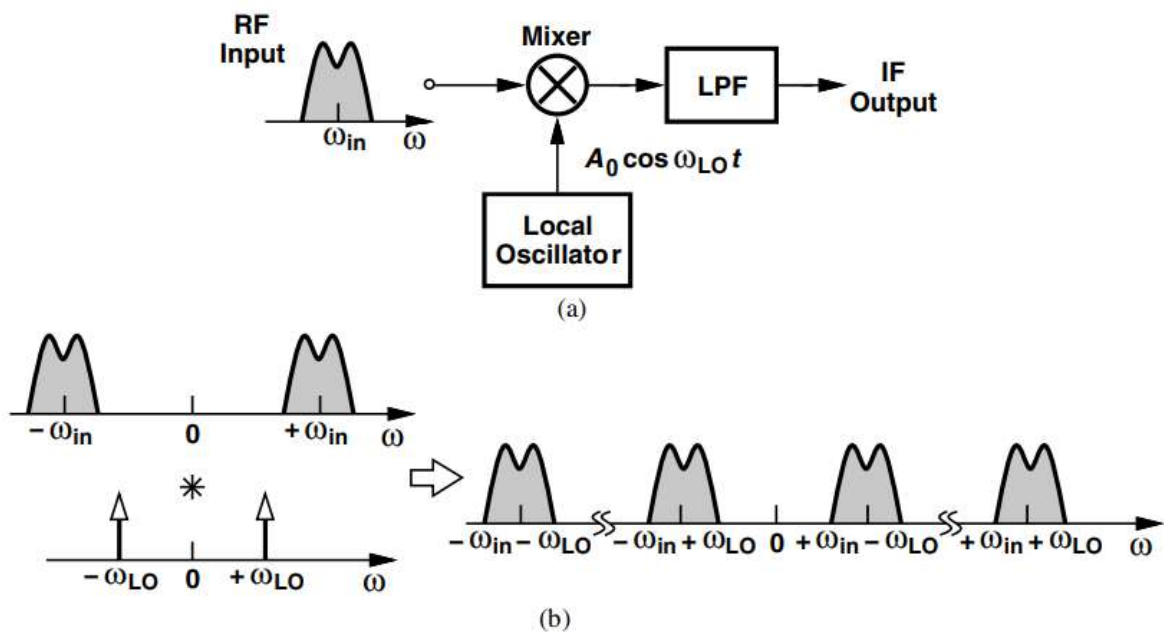 RF
Input
ω_in
ω
Mixer
LPF
IF
Output
A_0 cos ω_LO t
Local
Oscillator
(a)
− ω_in 0 + ω_in ω
*
− ω_LO 0 + ω_LO ω
− ω_in − ω_LO − ω_in + ω_LO 0 + ω_in − ω_LO + ω_in + ω_LO ω
(b)